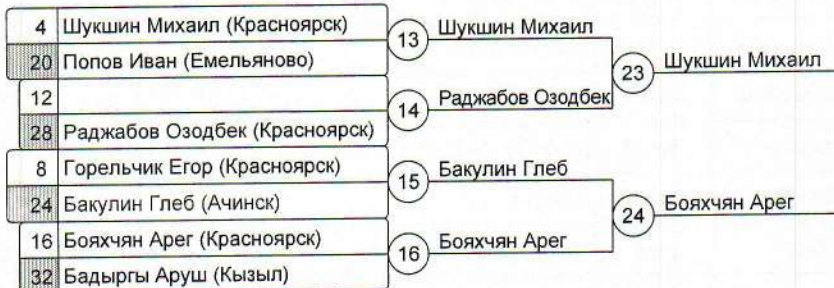 4 Шукшин Михаил (Красноярск)
20 Попов Иван (Емельяново)
12
28 Раджабов Озодбек (Красноярск)
8 Горельчик Егор (Красноярск)
24 Бакулин Глеб (Ачинск)
16 Бояхчян Арег (Красноярск)
32 Бадыргы Аруш (Кызыл)
13 Шукшин Михаил
14 Раджабов Озодбек
15 Бакулин Глеб
16 Бояхчян Арег
23 Шукшин Михаил
24 Бояхчян Арег